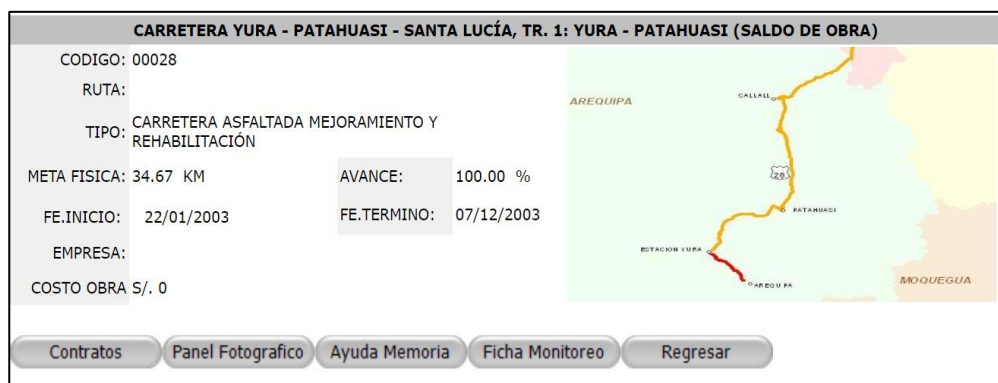 CARRETERA YURA - PATAHUASI - SANTA LUCÍA, TR. 1: YURA - PATAHUASI (SALDO DE OBRA)
CODIGO: 00028
RUTA:
TIPO: CARRETERA ASFALTADA MEJORAMIENTO Y
REHABILITACIÓN
META FISICA: 34.67 KM AVANCE: 100.00 %
FE.INICIO: 22/01/2003 FE.TERMINO: 07/12/2003
EMPRESA:
COSTO OBRA S/. 0
AREQUIPA
CALLALL
28
PATAHUASI
ESTACION YURA
AREQUIPA
MOQUEGUA
Contratos Panel Fotografico Ayuda Memoria Ficha Monitoreo Regresar